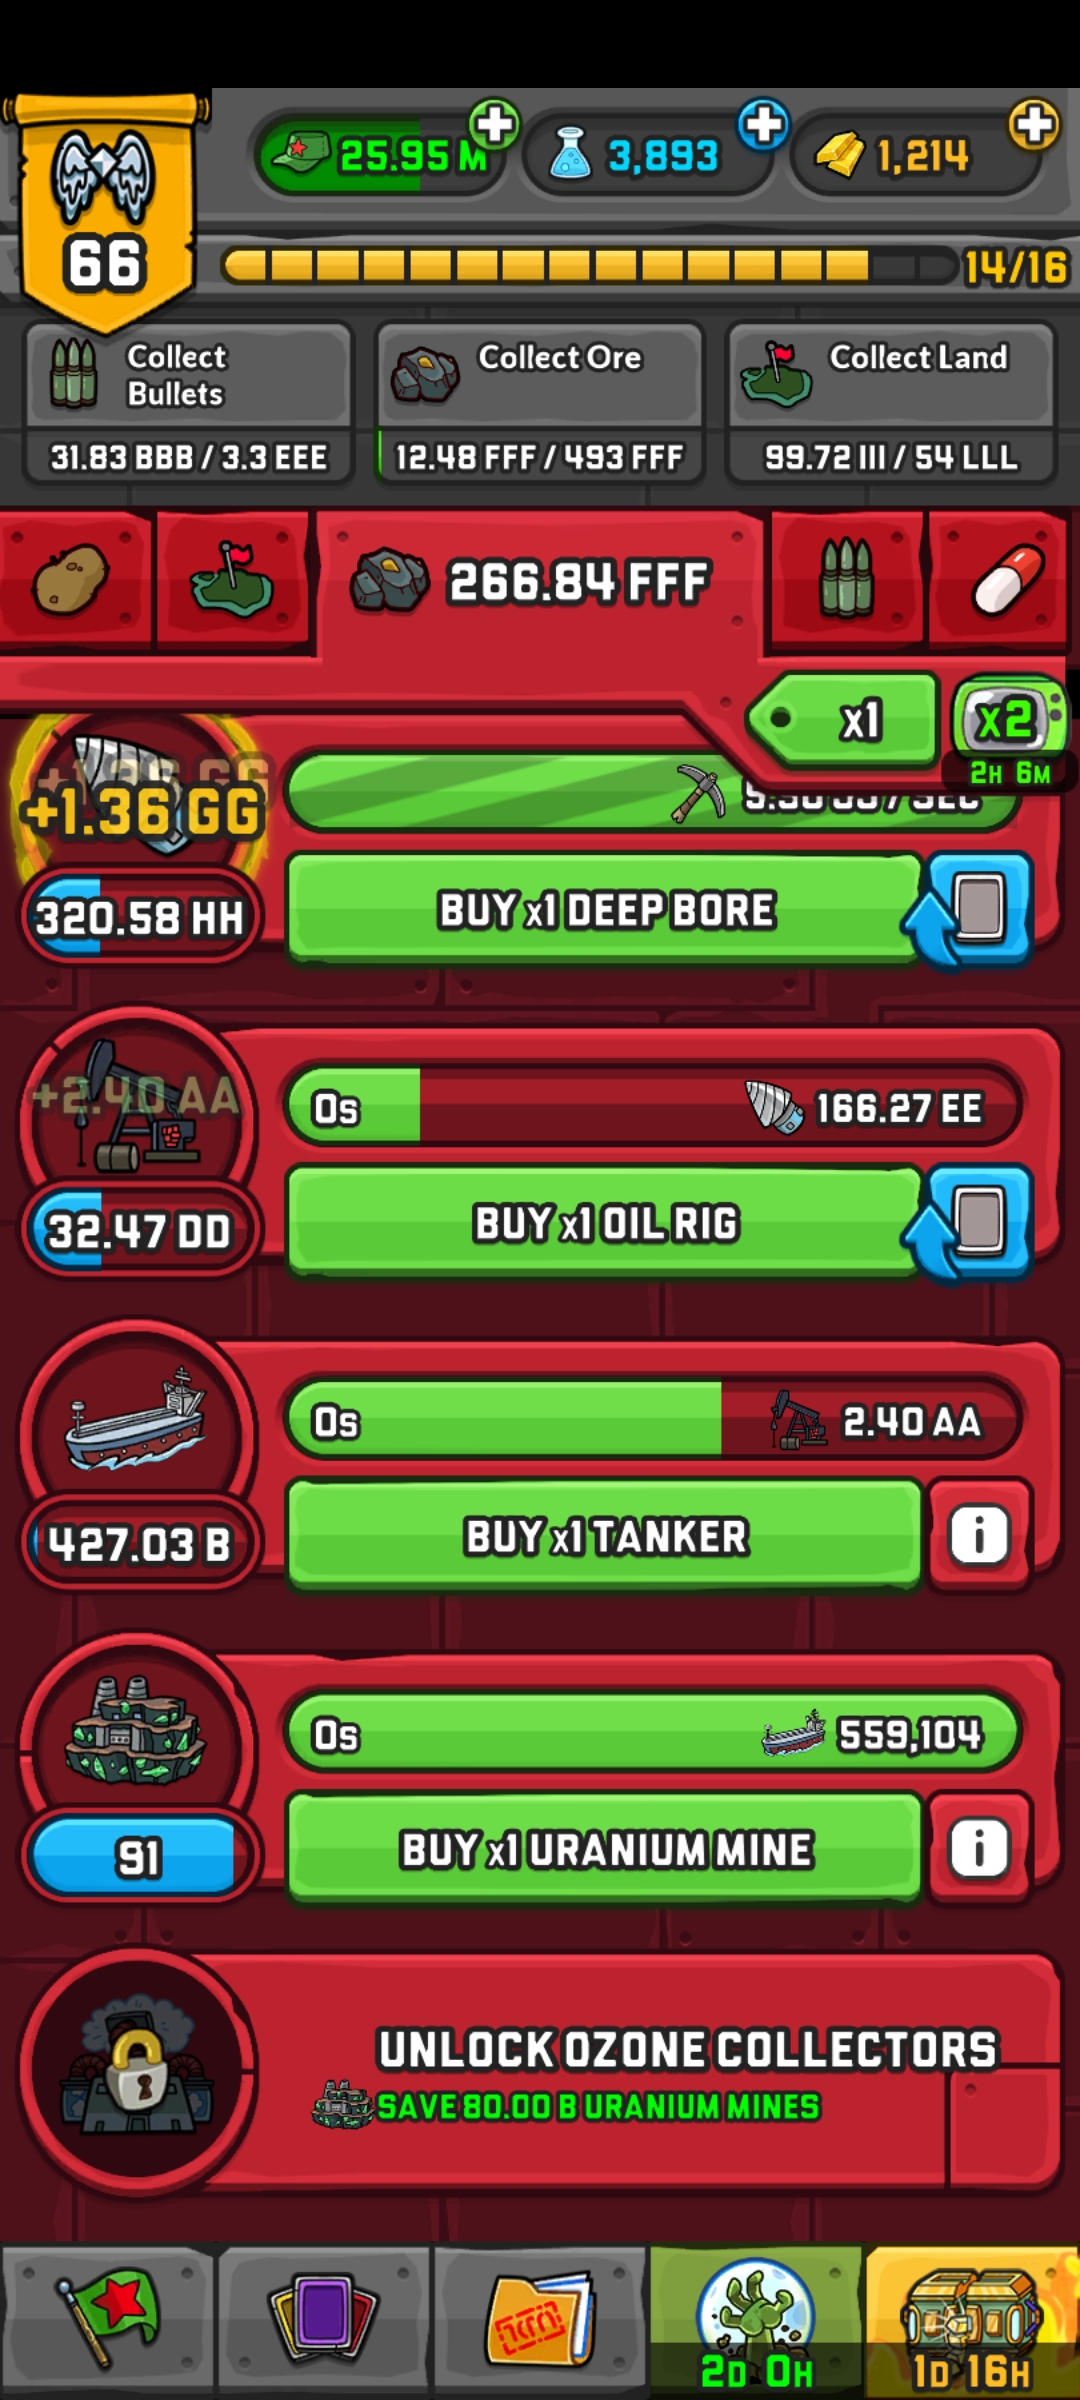 25.95 M
3,893
1,214
66
14/16
Collect
Bullets
31.83 BBB / 3.3 EEE
Collect Ore
12.48 FFF / 493 FFF
Collect Land
99.72 III / 54 LLL
266.84 FFF
x1
x2
2H 6M
+1.36 GG
320.58 HH
BUY x1 DEEP BORE
+2.40 AA
0s
166.27 EE
32.47 DD
BUY x1 OIL RIG
0s
2.40 AA
427.03 B
BUY x1 TANKER
i
0s
559,104
91
BUY x1 URANIUM MINE
i
UNLOCK OZONE COLLECTORS
SAVE 80.00 B URANIUM MINES
2D 0H
1D 16H